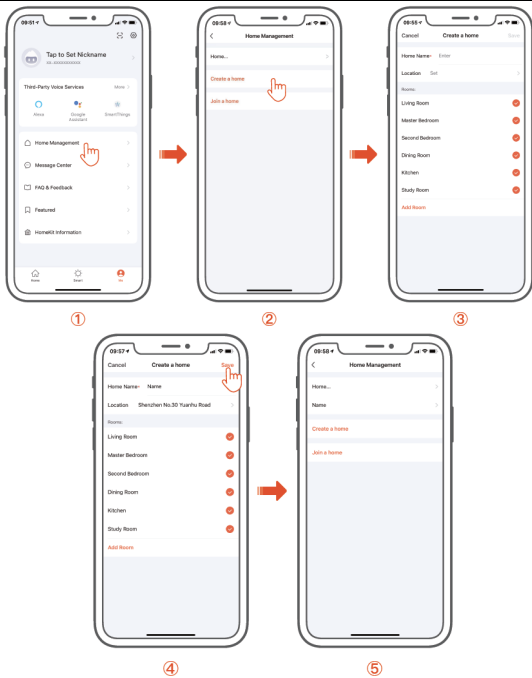 09:51
Tap to Set Nickname
xx-xxxxxxxxxxx
Third-Party Voice Services More >
Alexa
Google Assistant
SmartThings
Home Management
Message Center
FAQ & Feedback
Featured
HomeKit Information
Home Smart Me
①
09:58
Home Management
Home...
Create a home
Join a home
②
09:55
Cancel Create a home Save
Home Name* Enter
Location Set
Rooms:
Living Room
Master Bedroom
Second Bedroom
Dining Room
Kitchen
Study Room
Add Room
③
09:57
Cancel Create a home Save
Home Name* Name
Location Shenzhen No.30 Yuanhu Road
Rooms:
Living Room
Master Bedroom
Second Bedroom
Dining Room
Kitchen
Study Room
Add Room
④
09:58
Home Management
Home...
Name
Create a home
Join a home
⑤